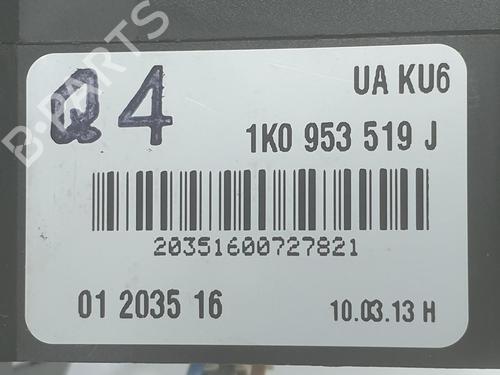 Q4
UA KU6
1K0 953 519 J
20351600727821
01 2035 16
10.03.13 H
B-PARTS